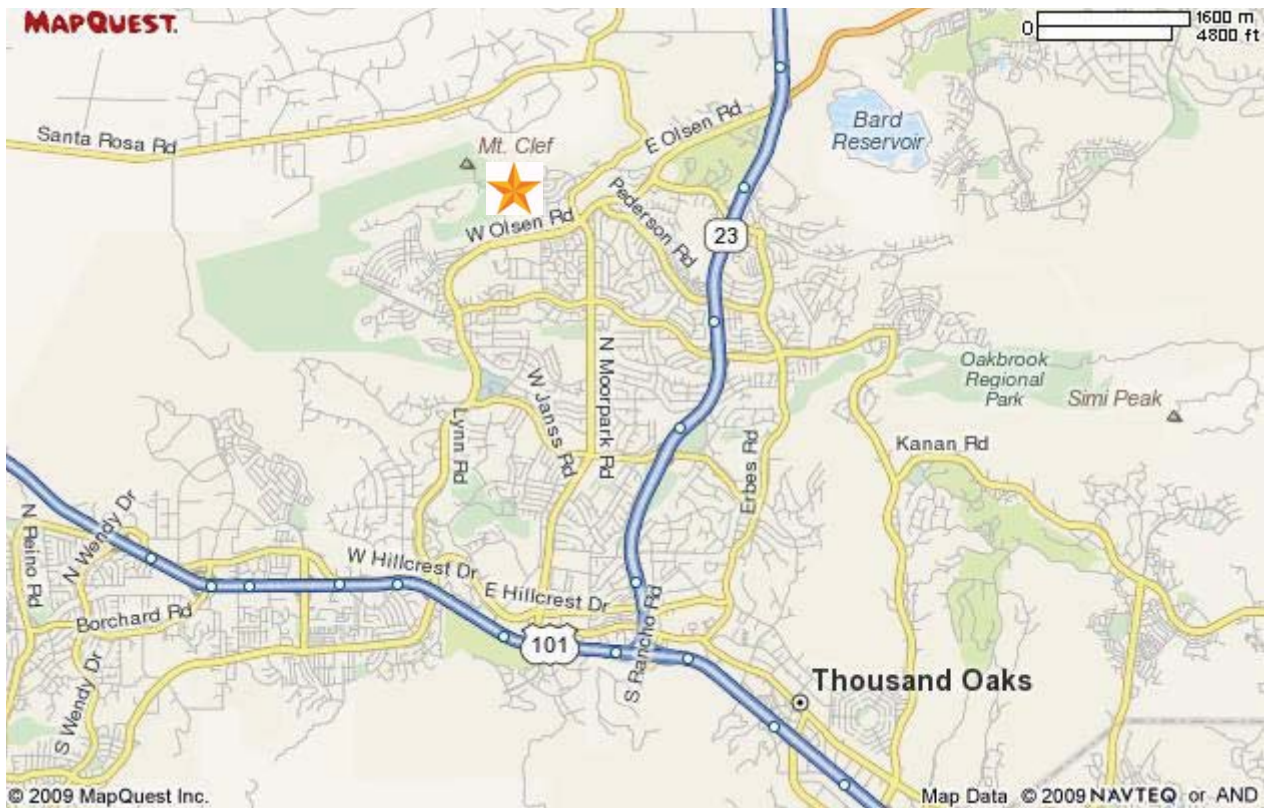 MAPQUEST.
0
1600 m
4800 ft
Santa Rosa Rd
Mt. Clef
E Olsen Rd
Bard
Reservoir
W Olsen Rd
Pederson Rd
23
N Moorpark Rd
W Janss Rd
Lynn Rd
Oakbrook
Regional
Park
Simi Peak
Kanan Rd
Erbes Rd
N Reino Rd
N Wendy Dr
W Hillcrest Dr
E Hillcrest Dr
Borchard Rd
101
S Rancho Rd
S Wendy Dr
Thousand Oaks
© 2009 MapQuest Inc.
Map Data © 2009 NAVTEQ or AND